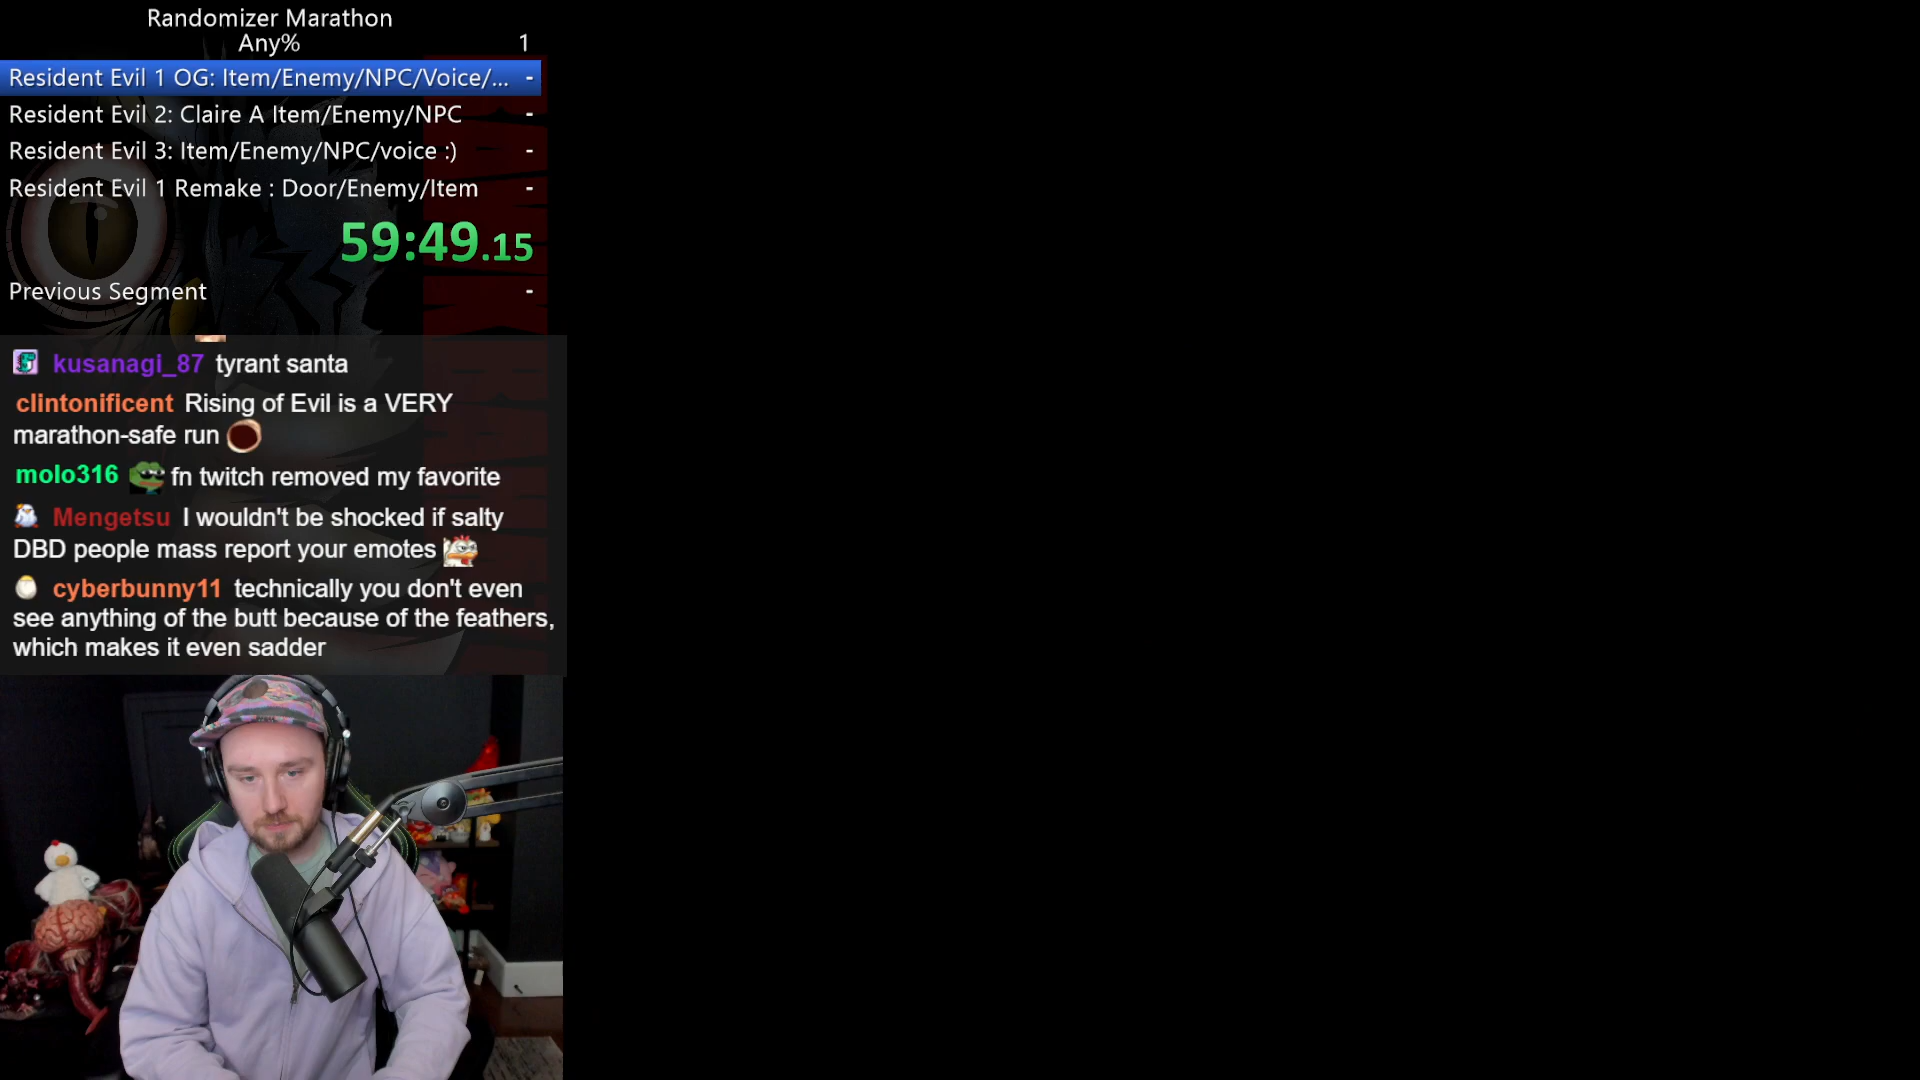 Randomizer Marathon
Any% 1
Resident Evil 1 OG: Item/Enemy/NPC/Voice/... -
Resident Evil 2: Claire A Item/Enemy/NPC -
Resident Evil 3: Item/Enemy/NPC/voice :) -
Resident Evil 1 Remake : Door/Enemy/Item -
59:49.15
Previous Segment -
kusanagi_87 tyrant santa
clintonificent Rising of Evil is a VERY
marathon-safe run
molo316 fn twitch removed my favorite
Mengetsu I wouldn't be shocked if salty
DBD people mass report your emotes
cyberbunny11 technically you don't even
see anything of the butt because of the feathers,
which makes it even sadder